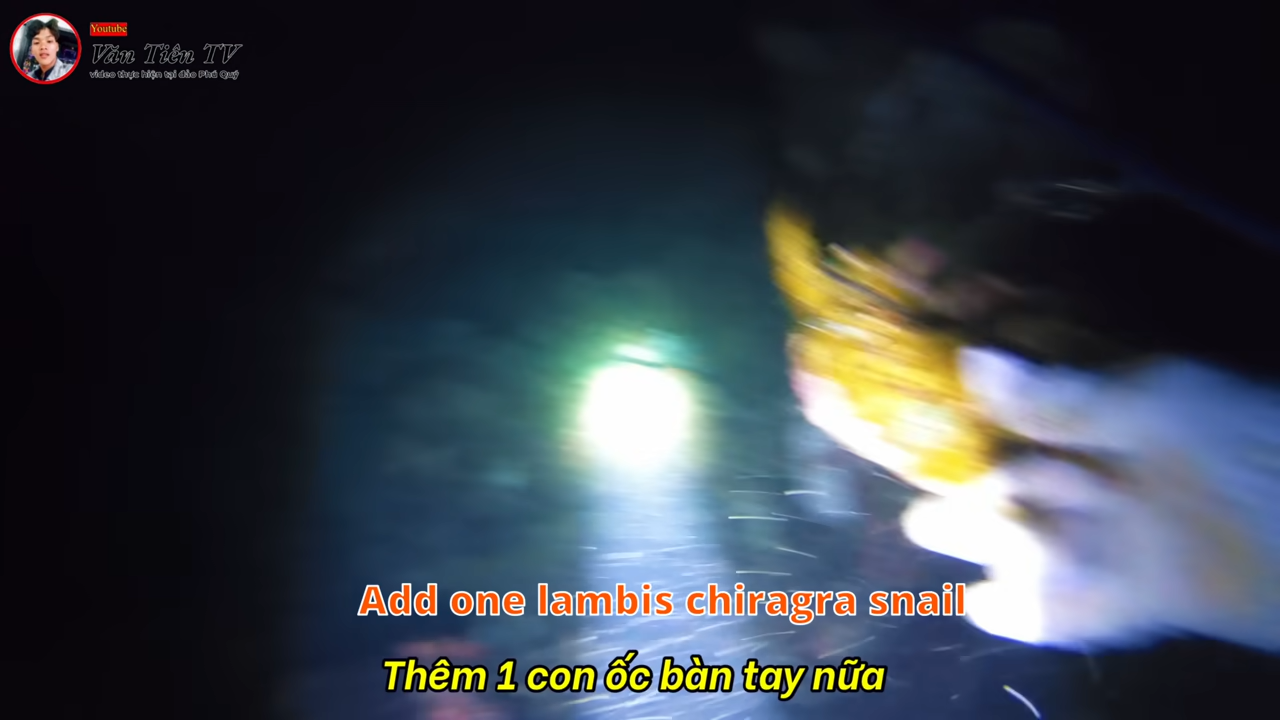 Youtube
Văn Tiên TV
video thực hiện tại đảo Phú Quý
Add one lambis chiragra snail
Thêm 1 con ốc bàn tay nữa